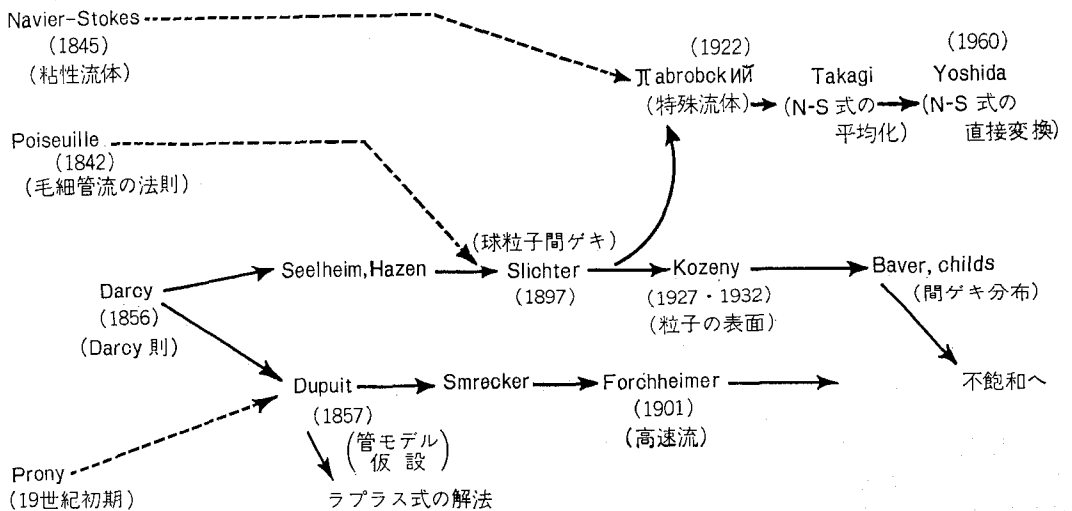 Navier-Stokes
(1845)
(粘性流体)
(1922)
πabrobckий
(特殊流体)
Takagi
(N-S 式の
平均化)
(1960)
Yoshida
(N-S 式の
直接変換)
Poiseuille
(1842)
(毛細管流の法則)
(球粒子間ゲキ)
Seelheim, Hazen
Slichter
(1897)
Kozeny
(1927・1932)
(粒子の表面)
Baver, childs
(間ゲキ分布)
Darcy
(1856)
(Darcy 則)
Dupuit
(1857)
(管モデル
仮 設)
Smrecker
Forchheimer
(1901)
(高速流)
不飽和へ
Prony
(19世紀初期)
ラプラス式の解法